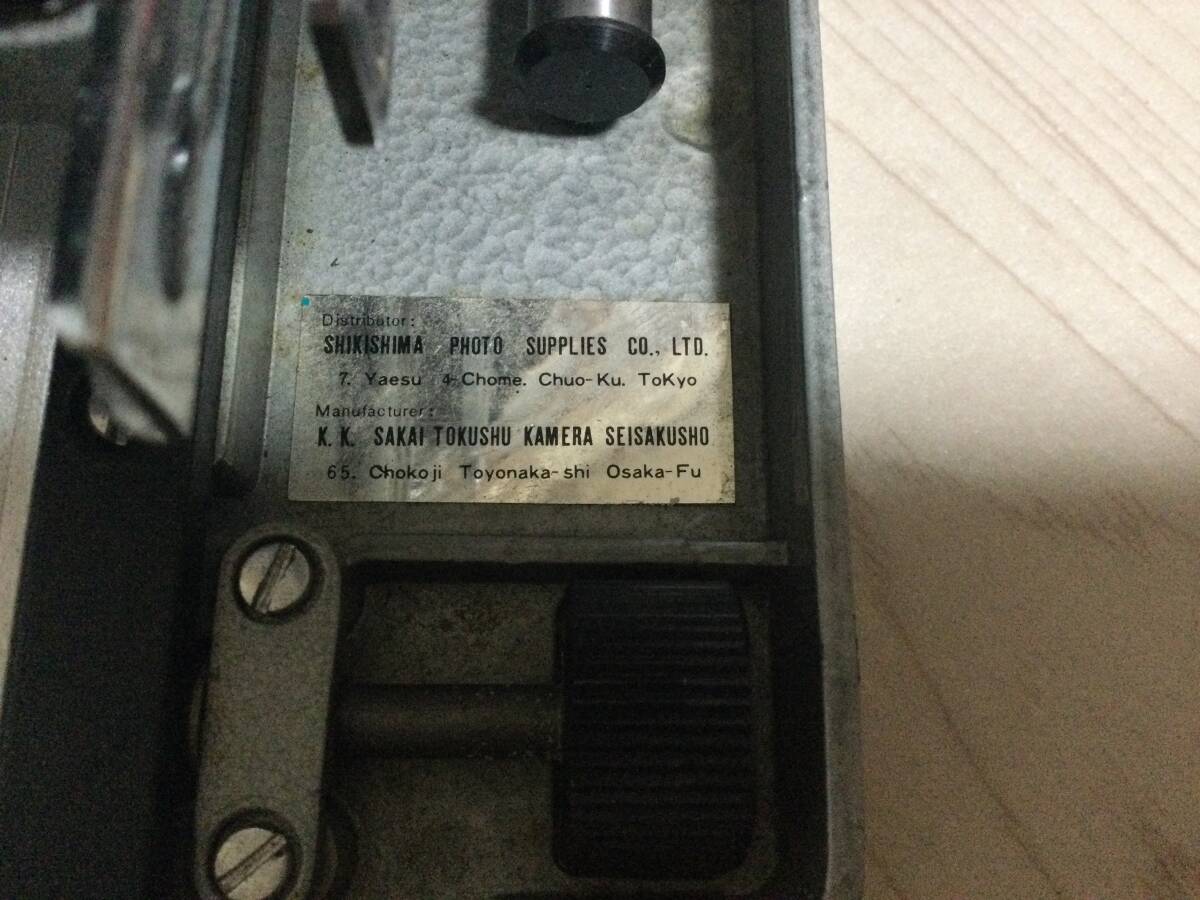 Distributor:
SHIKISHIMA PHOTO SUPPLIES CO., LTD.
7. Yaesu 4-Chome. Chuo-Ku. ToKyo
Manufacturer:
K. K. SAKAI TOKUSHU KAMERA SEISAKUSHO
65. Chokoji Toyonaka-shi Osaka-Fu